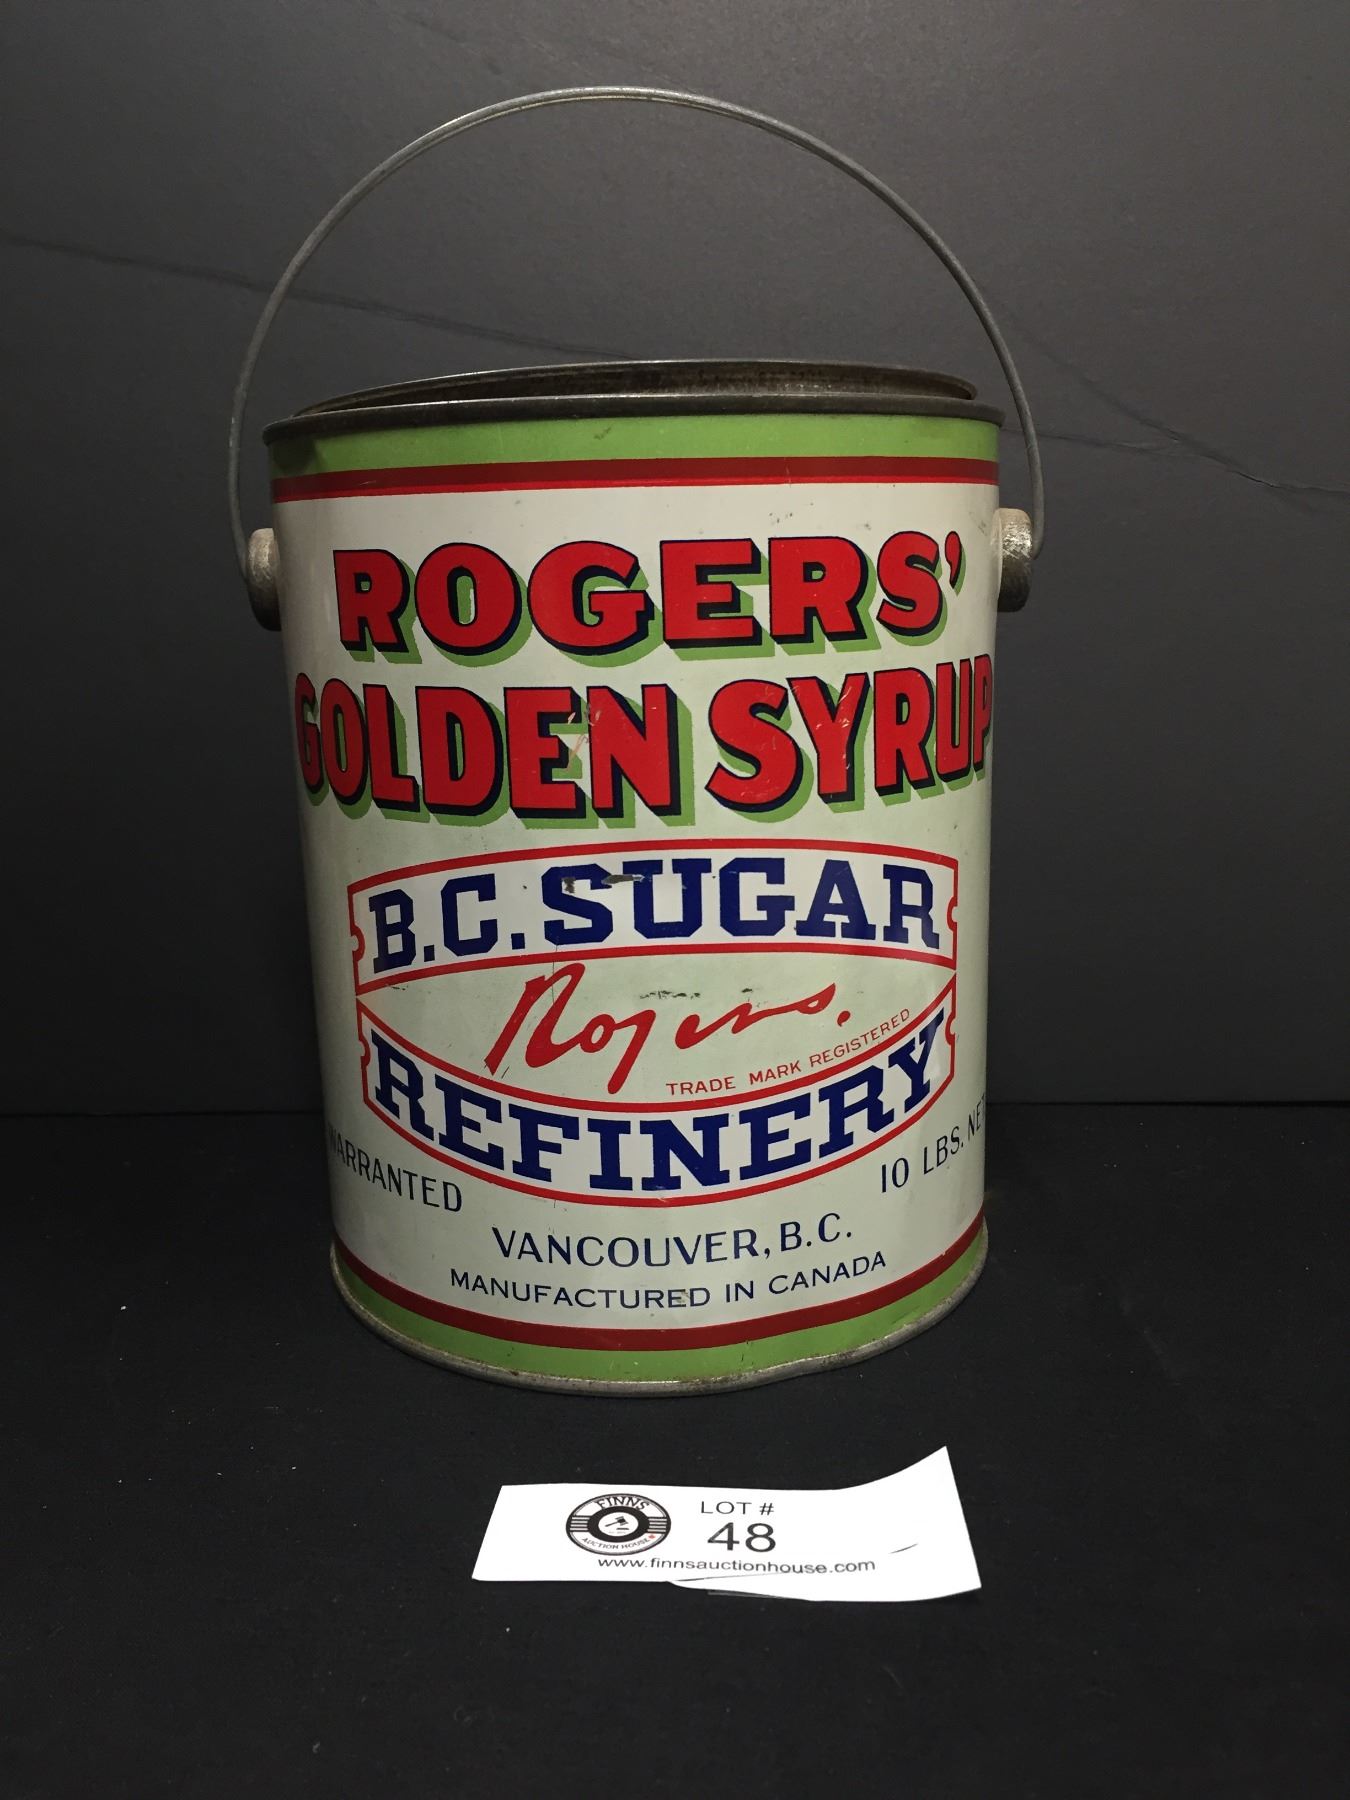 ROGERS'
GOLDEN SYRUP
B.C. SUGAR
Rogers.
TRADE MARK REGISTERED
REFINERY
WARRANTED
10 LBS. NET
VANCOUVER, B.C.
MANUFACTURED IN CANADA
FINNS
AUCTION HOUSE
LOT #
48
www.finnsauctionhouse.com